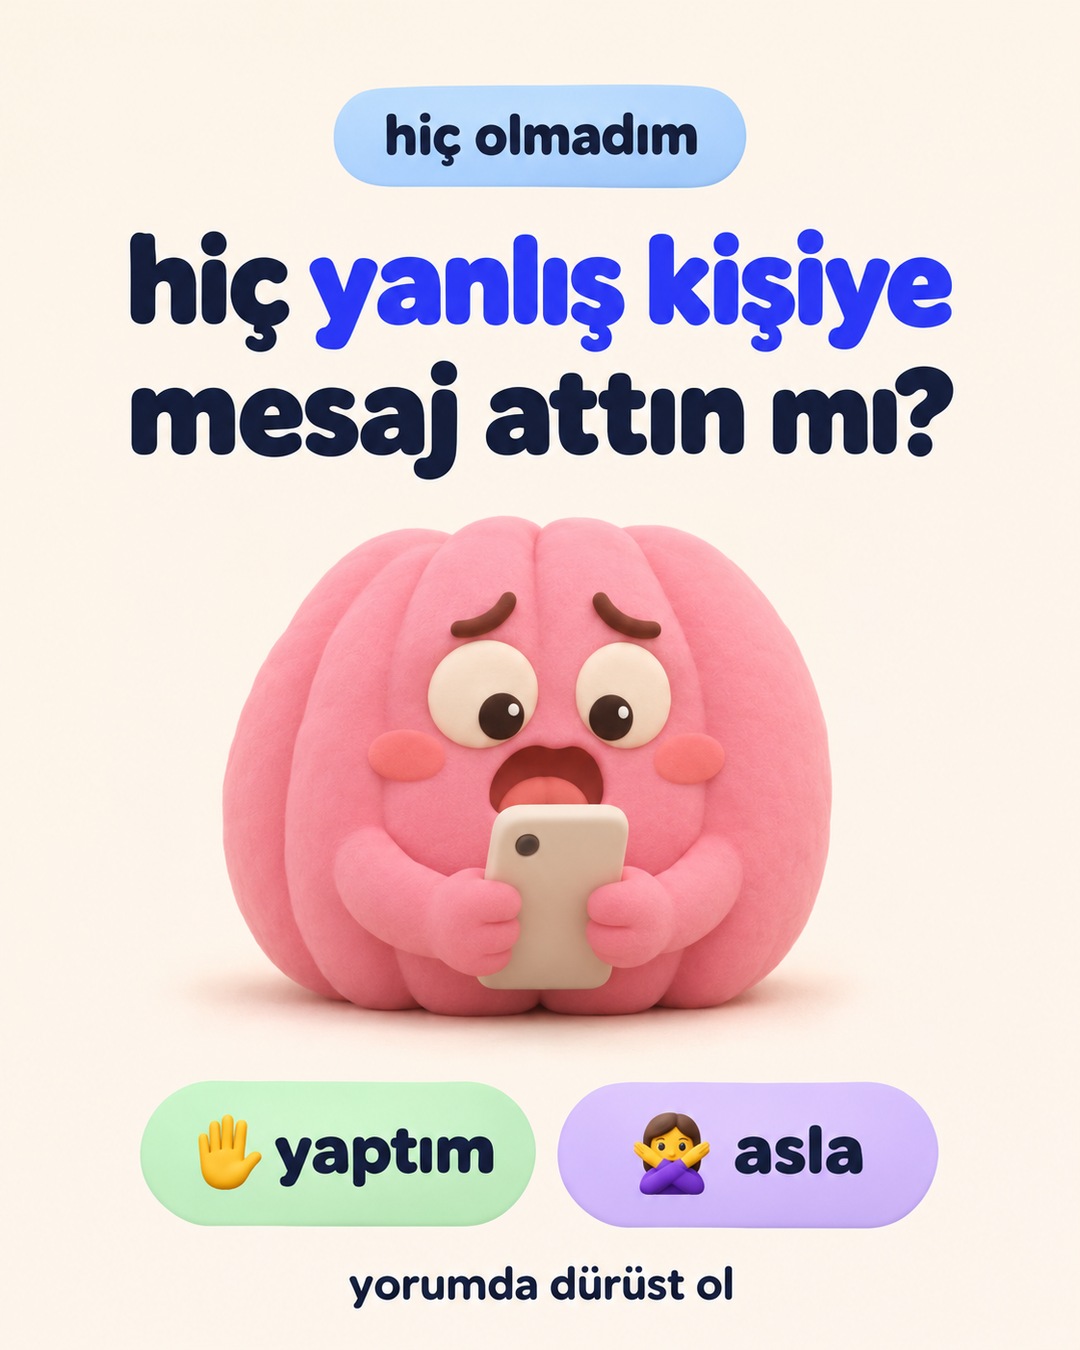 hiç olmadım
hiç yanlış kişiye
mesaj attın mı?
yaptım
asla
yorumda dürüst ol